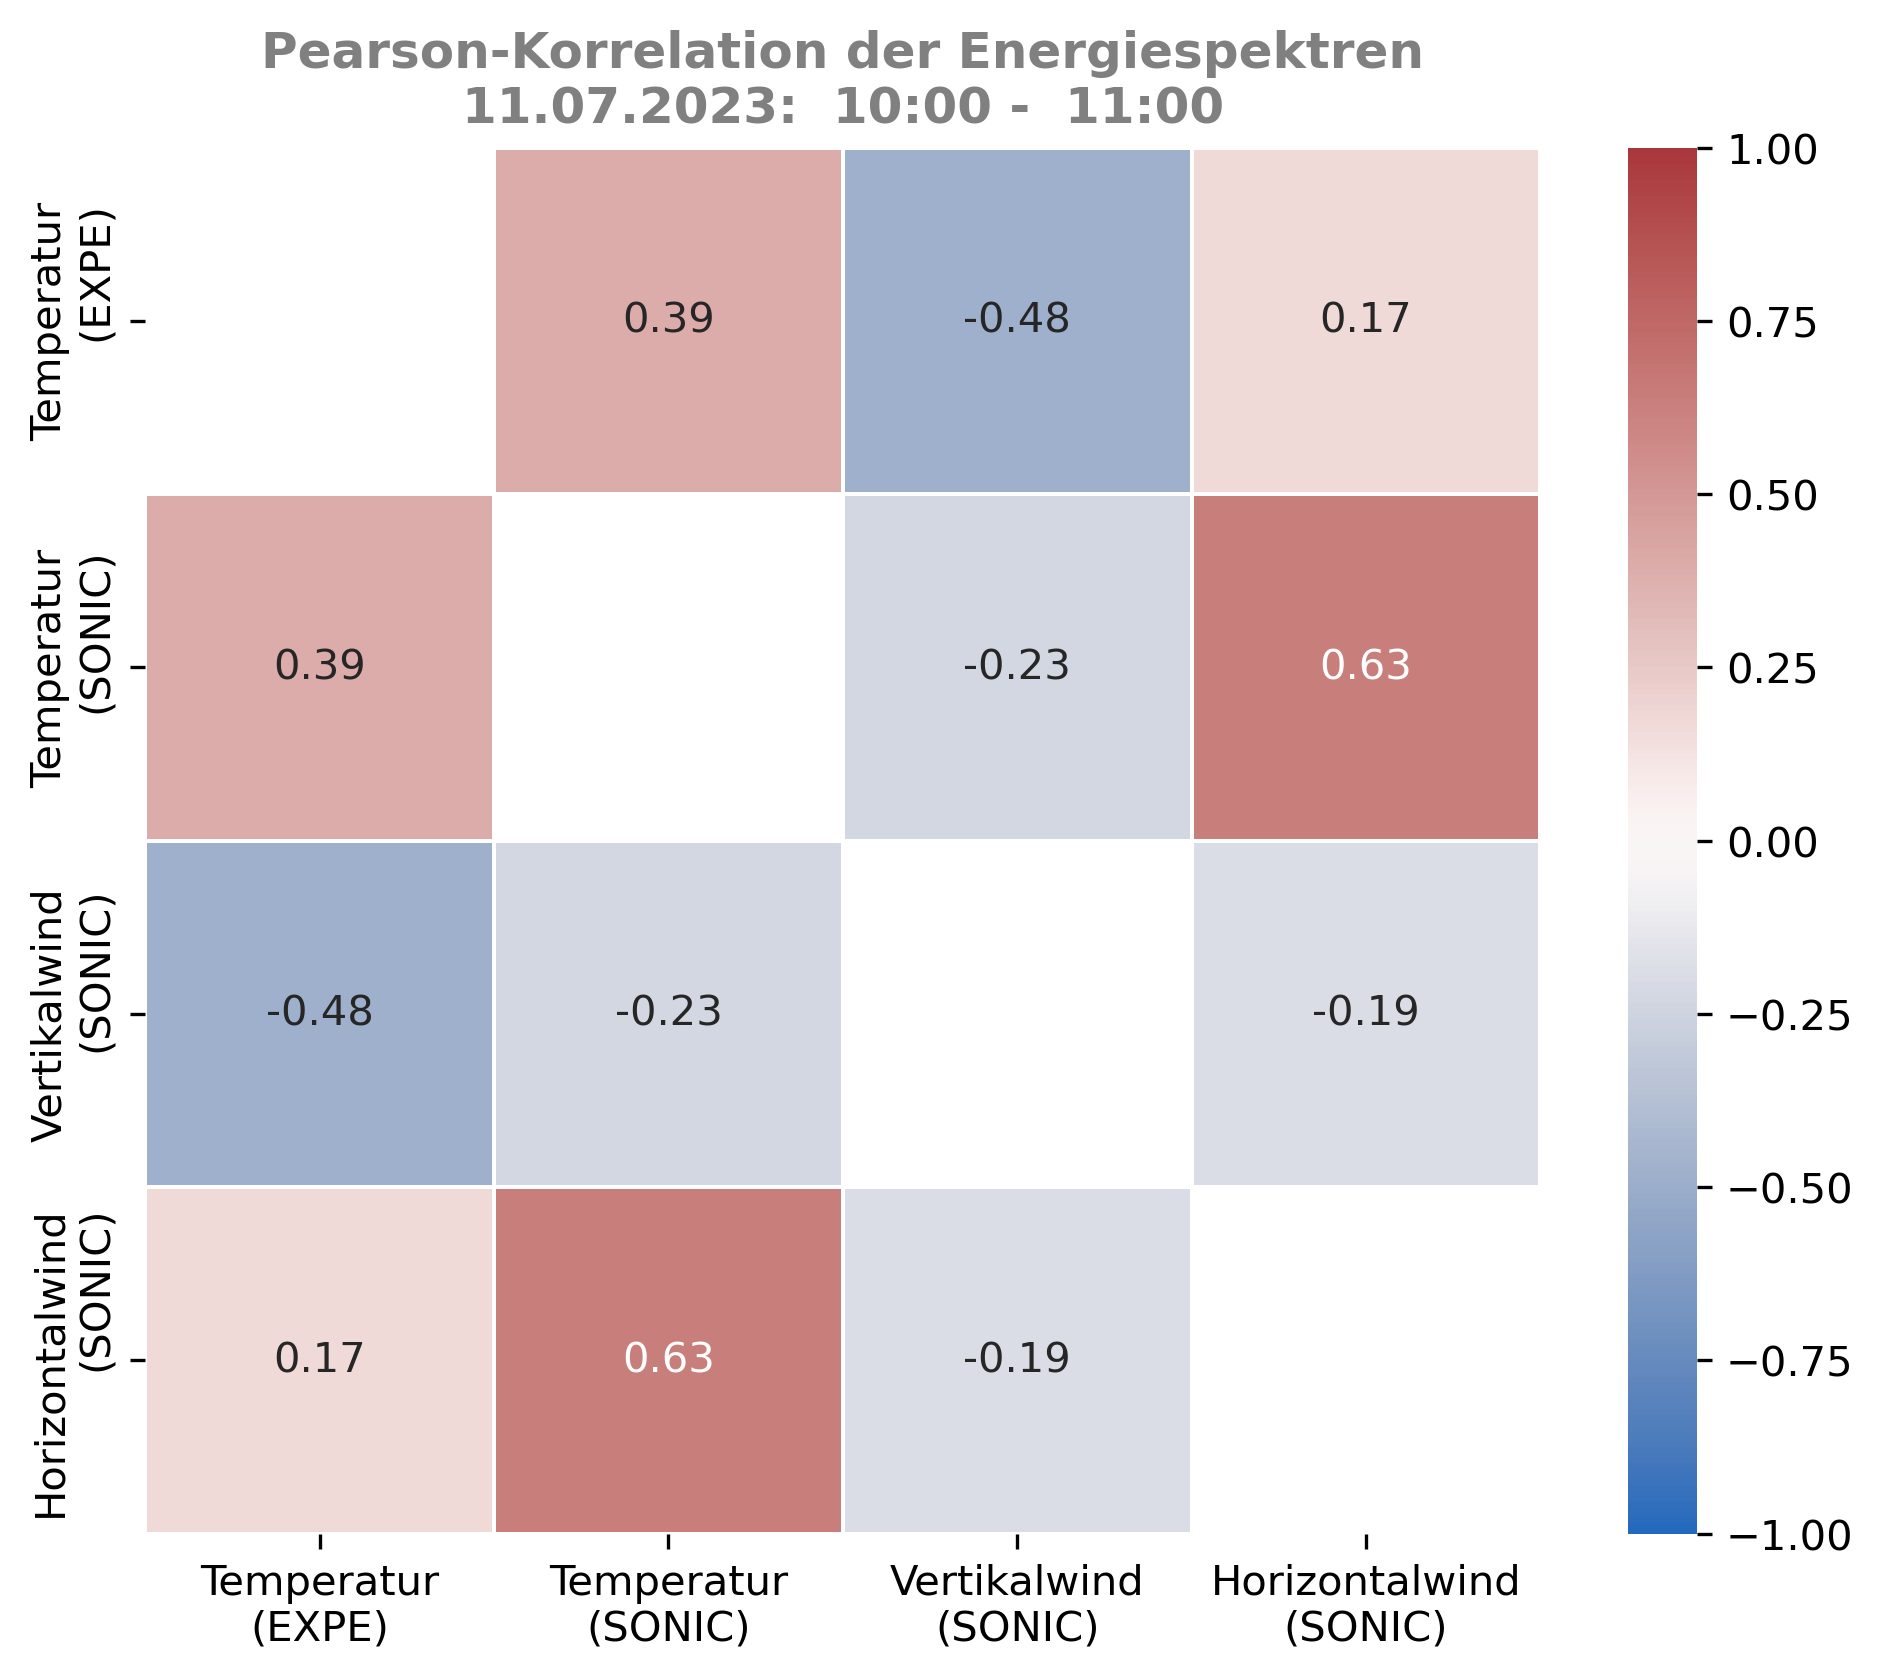 Pearson-Korrelation der Energiespektren
11.07.2023:  10:00 -  11:00
Temperatur
(EXPE)
0.39
-0.48
0.17
Temperatur
(SONIC)
0.39
-0.23
0.63
Vertikalwind
(SONIC)
-0.48
-0.23
-0.19
Horizontalwind
(SONIC)
0.17
0.63
-0.19
Temperatur
(EXPE)
Temperatur
(SONIC)
Vertikalwind
(SONIC)
Horizontalwind
(SONIC)
1.00
0.75
0.50
0.25
0.00
−0.25
−0.50
−0.75
−1.00